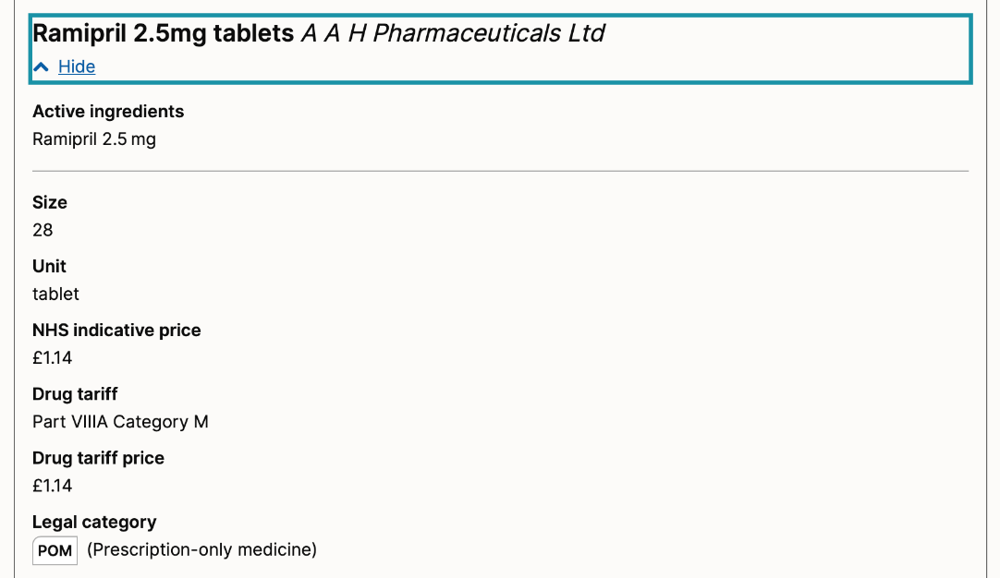 Ramipril 2.5mg tablets A A H Pharmaceuticals Ltd
Hide
Active ingredients
Ramipril 2.5 mg
Size
28
Unit
tablet
NHS indicative price
£1.14
Drug tariff
Part VIIIA Category M
Drug tariff price
£1.14
Legal category
POM (Prescription-only medicine)